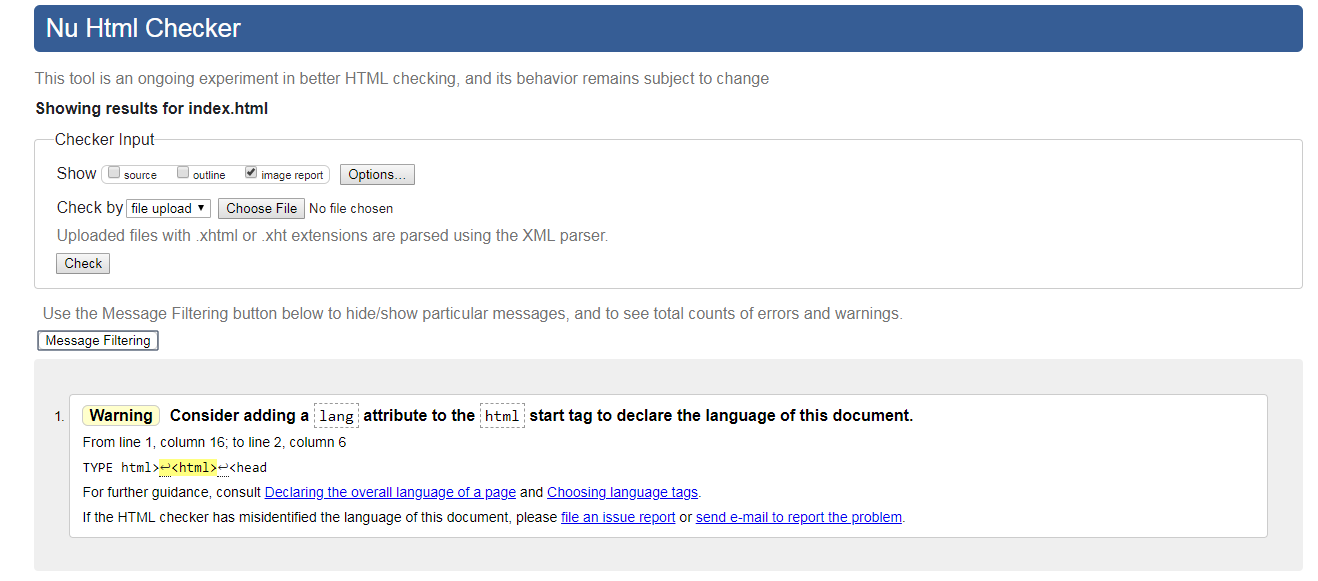 Nu Html Checker
This tool is an ongoing experiment in better HTML checking, and its behavior remains subject to change
Showing results for index.html
Checker Input
Show source outline image report Options...
Check by file upload ▼ Choose File No file chosen
Uploaded files with .xhtml or .xht extensions are parsed using the XML parser.
Check
Use the Message Filtering button below to hide/show particular messages, and to see total counts of errors and warnings.
Message Filtering
1. Warning Consider adding a lang attribute to the html start tag to declare the language of this document.
From line 1, column 16; to line 2, column 6
TYPE html>↩<html>↩<head
For further guidance, consult Declaring the overall language of a page and Choosing language tags.
If the HTML checker has misidentified the language of this document, please file an issue report or send e-mail to report the problem.